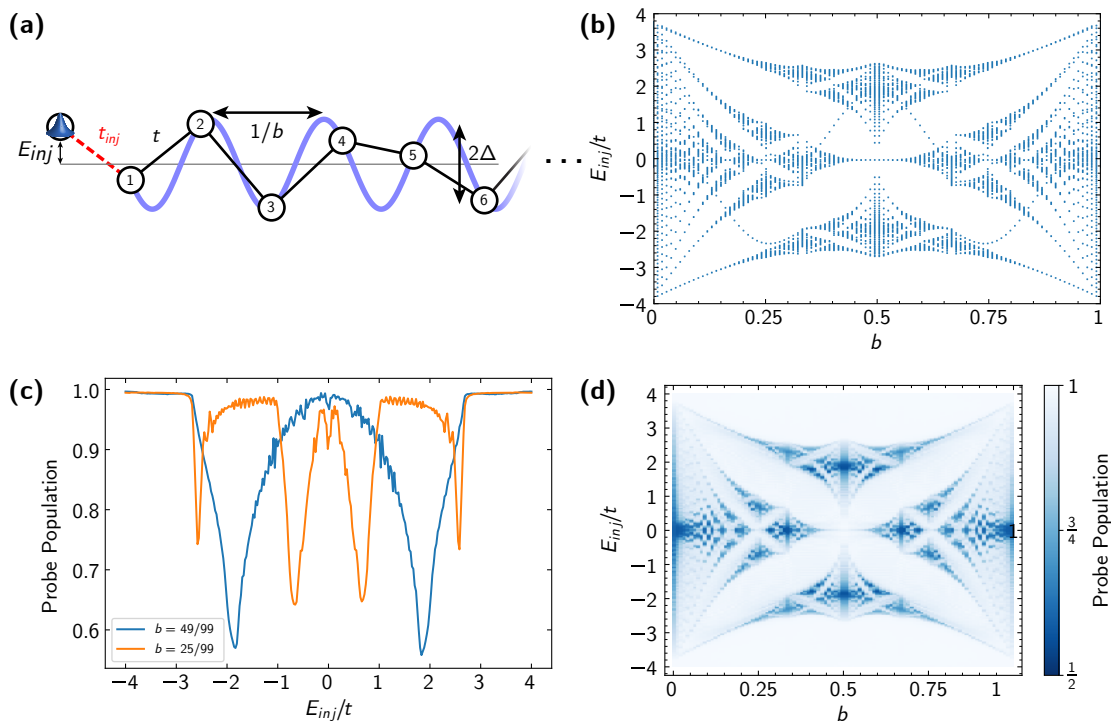 (a)
E_inj
t_inj
t
1/b
2Δ
1
2
3
4
5
6
...
(b)
E_inj/t
4
3
2
1
0
−1
−2
−3
−4
0
0.25
0.5
0.75
1
b
(c)
Probe Population
1.0
0.9
0.8
0.7
0.6
b = 49/99
b = 25/99
−4
−3
−2
−1
0
1
2
3
4
E_inj/t
(d)
E_inj/t
4
3
2
1
0
−1
−2
−3
−4
0
0.25
0.5
0.75
1
b
1
1
3/4
1/2
Probe Population